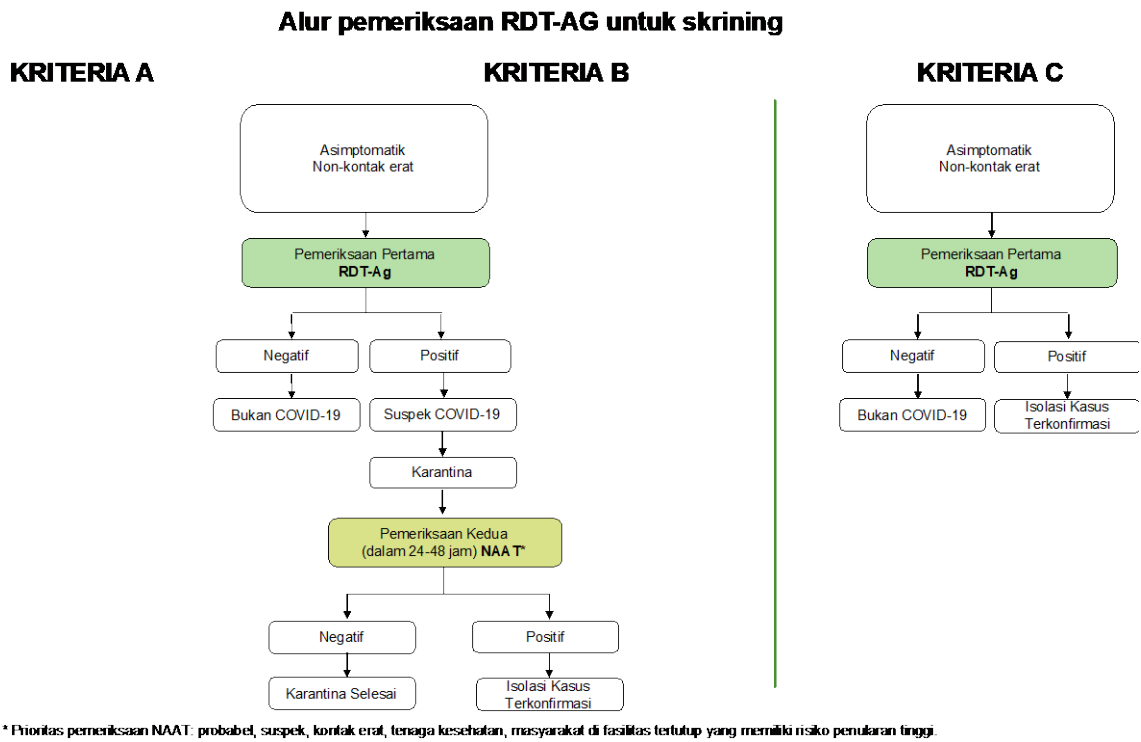 Alur pemeriksaan RDT-AG untuk skrining
KRITERIA A
KRITERIA B
KRITERIA C
Asimptomatik
Non-kontak erat
Pemeriksaan Pertama
RDT-Ag
Negatif
Positif
Bukan COVID-19
Suspek COVID-19
Karantina
Pemeriksaan Kedua
(dalam 24-48 jam) NAAT*
Negatif
Positif
Karantina Selesai
Isolasi Kasus
Terkonfirmasi
Asimptomatik
Non-kontak erat
Pemeriksaan Pertama
RDT-Ag
Negatif
Positif
Bukan COVID-19
Isolasi Kasus
Terkonfirmasi
* Prioritas pemeriksaan NAAT: probabel, suspek, kontak erat, tenaga kesehatan, masyarakat di fasilitas tertutup yang memiliki risiko penularan tinggi.